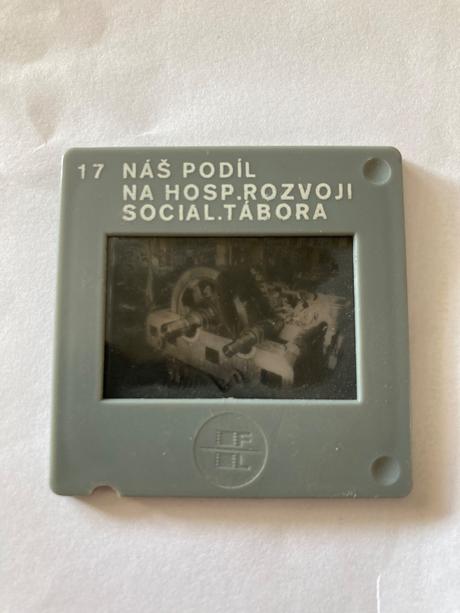 17 NÁŠ PODÍL
NA HOSP.ROZVOJI
SOCIAL.TÁBORA